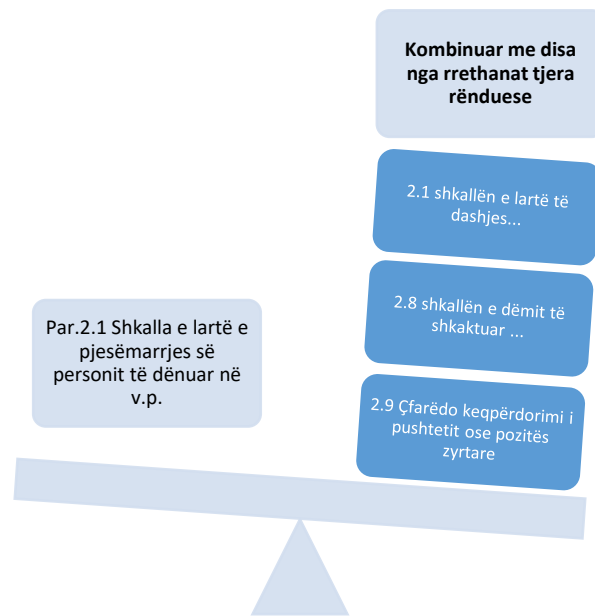 Kombinuar me disa
nga rrethanat tjera
rënduese
2.1 shkallën e lartë të
dashjes...
2.8 shkallën e dëmit të
shkaktuar ...
Par.2.1 Shkalla e lartë e
pjesëmarrjes së
personit të dënuar në
v.p.
2.9 Çfarëdo keqpërdorimi i
pushtetit ose pozitës
zyrtare